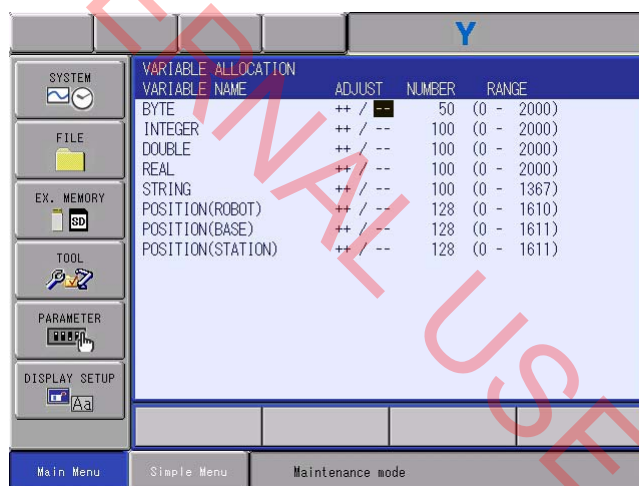 Y
SYSTEM
FILE
EX. MEMORY
SD
TOOL
PARAMETER
DISPLAY SETUP
Aa
VARIABLE ALLOCATION
VARIABLE NAME ADJUST NUMBER RANGE
BYTE ++ / -- 50 (0 - 2000)
INTEGER ++ / -- 100 (0 - 2000)
DOUBLE ++ / -- 100 (0 - 2000)
REAL ++ / -- 100 (0 - 2000)
STRING ++ / -- 100 (0 - 1367)
POSITION(ROBOT) ++ / -- 128 (0 - 1610)
POSITION(BASE) ++ / -- 128 (0 - 1611)
POSITION(STATION) ++ / -- 128 (0 - 1611)
Main Menu Simple Menu Maintenance mode
ERNAL USE